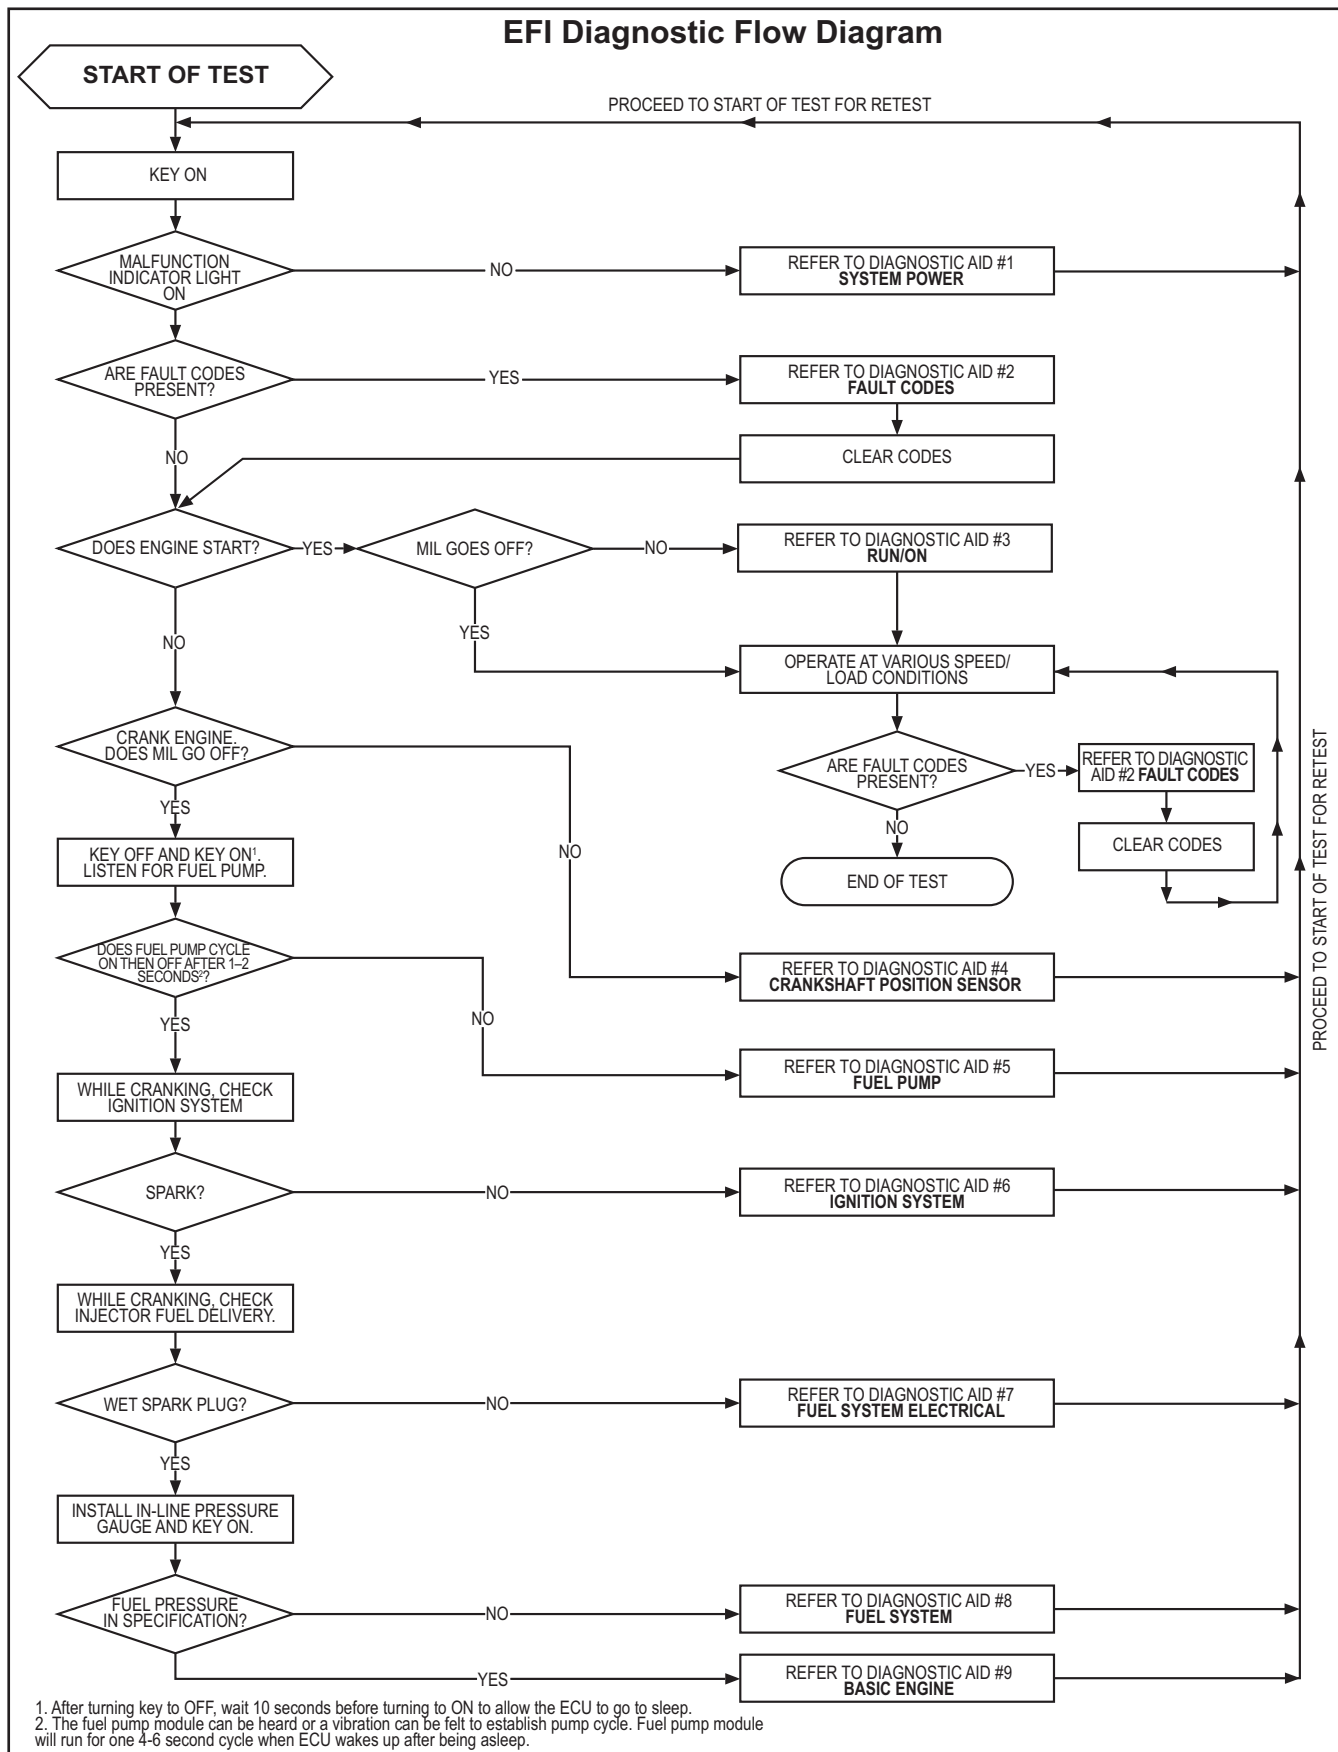 EFI Diagnostic Flow Diagram
START OF TEST
PROCEED TO START OF TEST FOR RETEST
KEY ON
MALFUNCTION
INDICATOR LIGHT
ON
NO
REFER TO DIAGNOSTIC AID #1
SYSTEM POWER
ARE FAULT CODES
PRESENT?
YES
REFER TO DIAGNOSTIC AID #2
FAULT CODES
NO
CLEAR CODES
DOES ENGINE START?
YES
MIL GOES OFF?
NO
REFER TO DIAGNOSTIC AID #3
RUN/ON
NO
YES
OPERATE AT VARIOUS SPEED/
LOAD CONDITIONS
CRANK ENGINE.
DOES MIL GO OFF?
ARE FAULT CODES
PRESENT?
YES
REFER TO DIAGNOSTIC
AID #2 FAULT CODES
PROCEED TO START OF TEST FOR RETEST
YES
NO
KEY OFF AND KEY ON¹.
LISTEN FOR FUEL PUMP.
NO
CLEAR CODES
END OF TEST
DOES FUEL PUMP CYCLE
ON THEN OFF AFTER 1–2
SECONDS²?
REFER TO DIAGNOSTIC AID #4
CRANKSHAFT POSITION SENSOR
YES
NO
WHILE CRANKING, CHECK
IGNITION SYSTEM
REFER TO DIAGNOSTIC AID #5
FUEL PUMP
SPARK?
NO
REFER TO DIAGNOSTIC AID #6
IGNITION SYSTEM
YES
WHILE CRANKING, CHECK
INJECTOR FUEL DELIVERY.
WET SPARK PLUG?
NO
REFER TO DIAGNOSTIC AID #7
FUEL SYSTEM ELECTRICAL
YES
INSTALL IN-LINE PRESSURE
GAUGE AND KEY ON.
FUEL PRESSURE
IN SPECIFICATION?
NO
REFER TO DIAGNOSTIC AID #8
FUEL SYSTEM
YES
REFER TO DIAGNOSTIC AID #9
BASIC ENGINE
1. After turning key to OFF, wait 10 seconds before turning to ON to allow the ECU to go to sleep.
2. The fuel pump module can be heard or a vibration can be felt to establish pump cycle. Fuel pump module
will run for one 4-6 second cycle when ECU wakes up after being asleep.